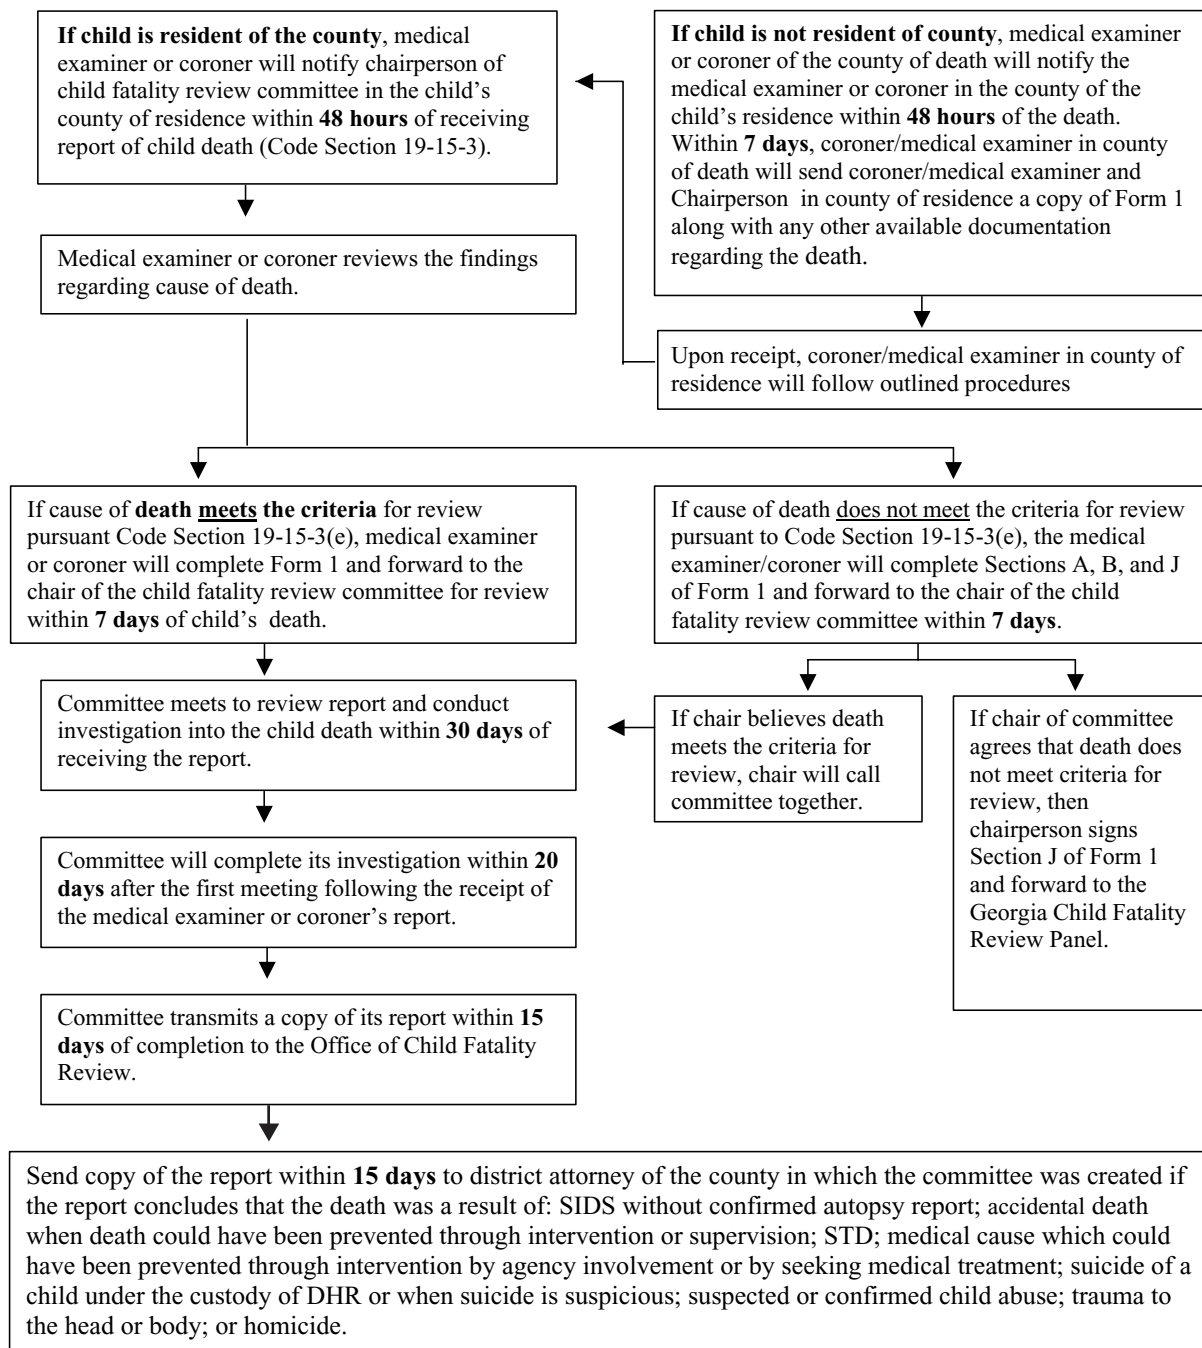 If child is resident of the county, medical
examiner or coroner will notify chairperson of
child fatality review committee in the child’s
county of residence within 48 hours of receiving
report of child death (Code Section 19-15-3).
If child is not resident of county, medical examiner
or coroner of the county of death will notify the
medical examiner or coroner in the county of the
child’s residence within 48 hours of the death.
Within 7 days, coroner/medical examiner in county
of death will send coroner/medical examiner and
Chairperson in county of residence a copy of Form 1
along with any other available documentation
regarding the death.
Medical examiner or coroner reviews the findings
regarding cause of death.
Upon receipt, coroner/medical examiner in county of
residence will follow outlined procedures
If cause of death meets the criteria for review
pursuant Code Section 19-15-3(e), medical examiner
or coroner will complete Form 1 and forward to the
chair of the child fatality review committee for review
within 7 days of child’s death.
If cause of death does not meet the criteria for review
pursuant to Code Section 19-15-3(e), the medical
examiner/coroner will complete Sections A, B, and J
of Form 1 and forward to the chair of the child
fatality review committee within 7 days.
Committee meets to review report and conduct
investigation into the child death within 30 days of
receiving the report.
If chair believes death
meets the criteria for
review, chair will call
committee together.
If chair of committee
agrees that death does
not meet criteria for
review, then
chairperson signs
Section J of Form 1
and forward to the
Georgia Child Fatality
Review Panel.
Committee will complete its investigation within 20
days after the first meeting following the receipt of
the medical examiner or coroner’s report.
Committee transmits a copy of its report within 15
days of completion to the Office of Child Fatality
Review.
Send copy of the report within 15 days to district attorney of the county in which the committee was created if
the report concludes that the death was a result of: SIDS without confirmed autopsy report; accidental death
when death could have been prevented through intervention or supervision; STD; medical cause which could
have been prevented through intervention by agency involvement or by seeking medical treatment; suicide of a
child under the custody of DHR or when suicide is suspicious; suspected or confirmed child abuse; trauma to
the head or body; or homicide.